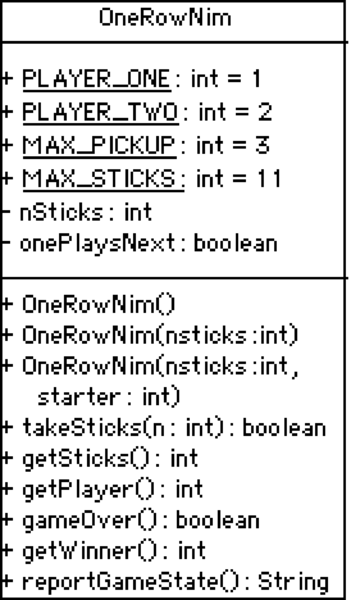 OneRowNim
+ PLAYER_ONE: int = 1
+ PLAYER_TWO: int = 2
+ MAX_PICKUP: int = 3
+ MAX_STICKS: int = 11
- nSticks: int
- onePlaysNext: boolean
+ OneRowNim()
+ OneRowNim(nsticks:int)
+ OneRowNim(nsticks:int,
starter: int)
+ takeSticks(n: int): boolean
+ getSticks(): int
+ getPlayer(): int
+ gameOver(): boolean
+ getWinner(): int
+ reportGameState(): String